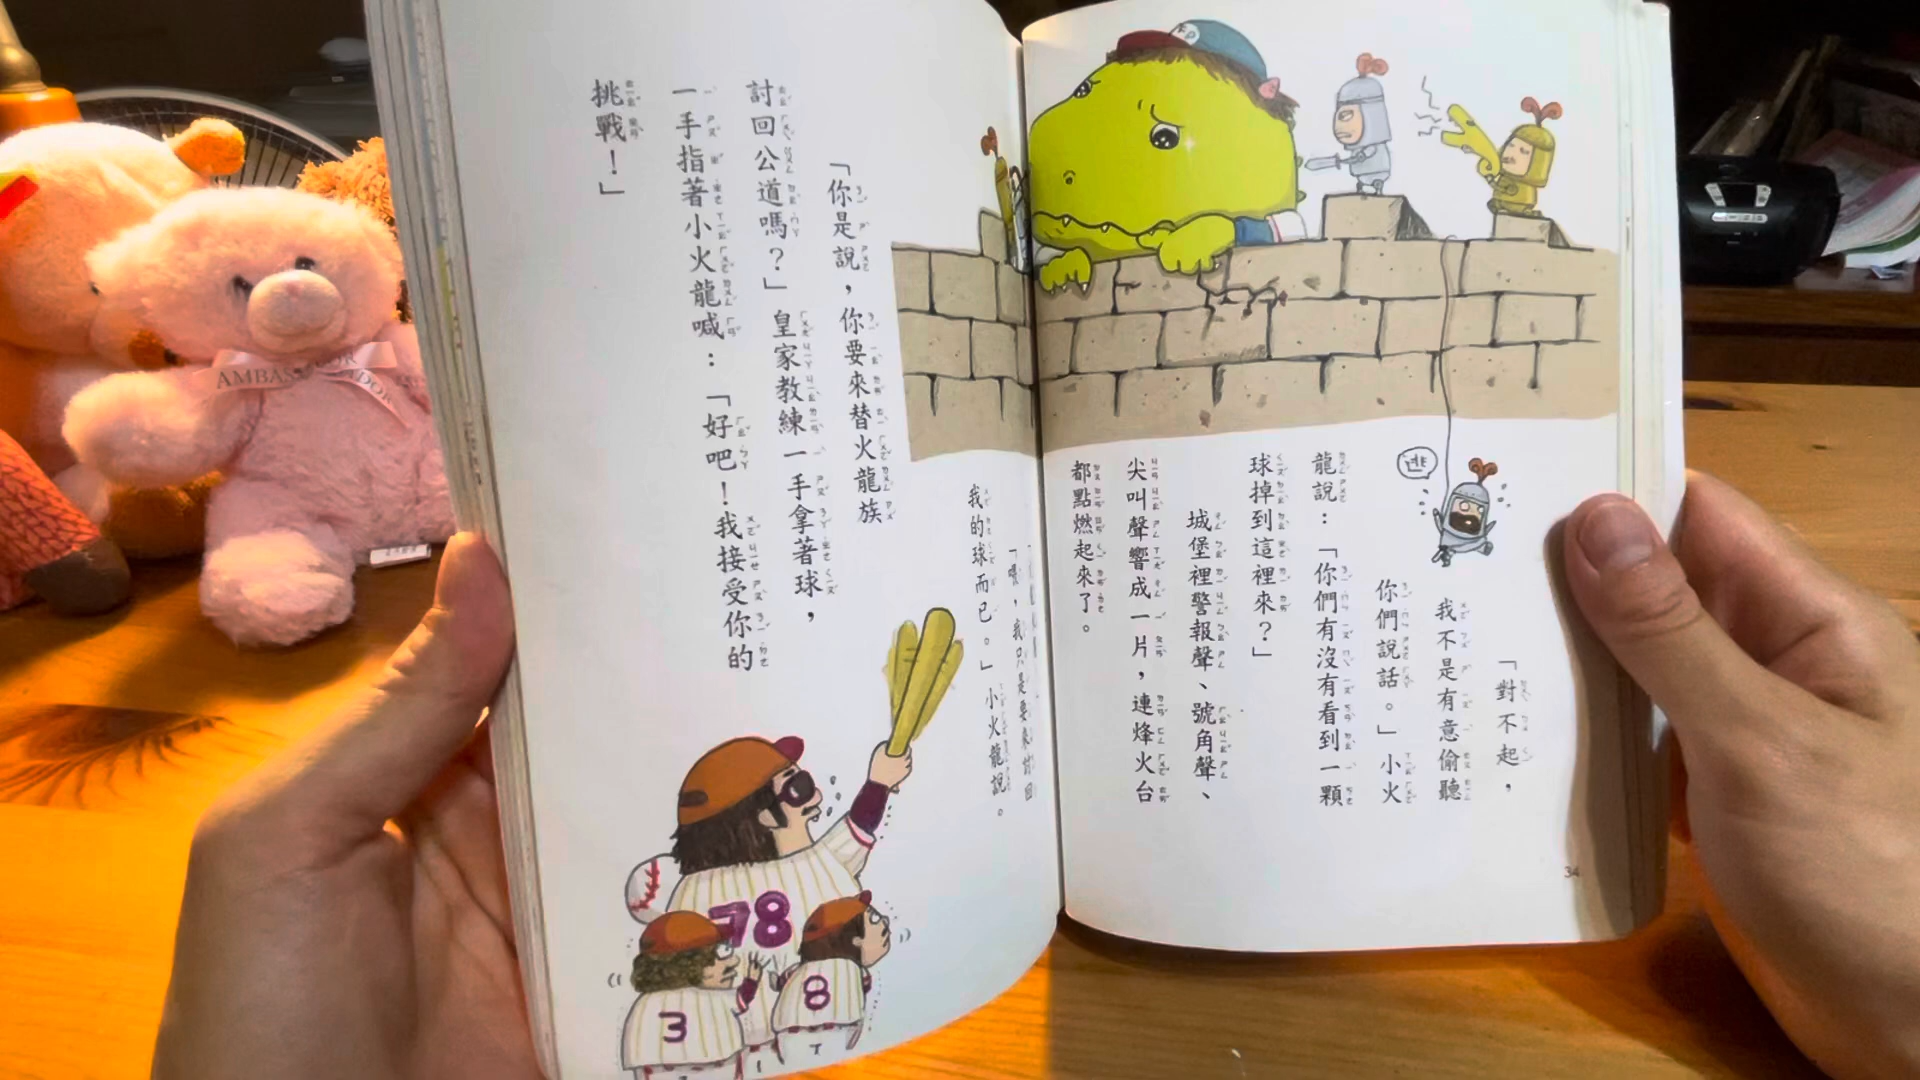 「對不起，
我不是有意偷聽
你們說話。」小火
龍說：「你們有沒有看到一顆
球掉到這裡來？」
城堡裡警報聲、號角聲、
尖叫聲響成一片，連烽火台
都點燃起來了。
逃
34
「喂，我只是要來討回
我的球而已。」小火龍說。
「你是說，你要來替火龍族
討回公道嗎？」皇家教練一手拿著球，
一手指著小火龍喊：「好吧！我接受你的
挑戰！」
98
3
8
AMBASSADOR